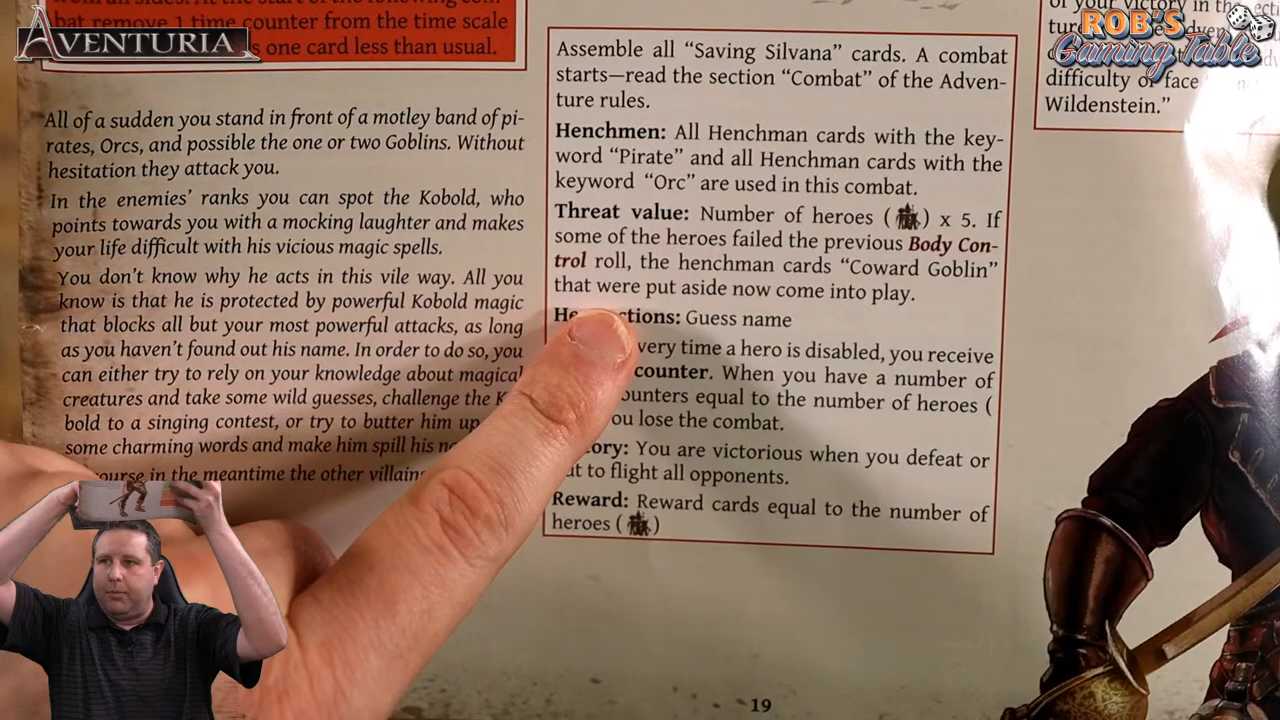 bat remove 1 time counter from the time scale
s one card less than usual.
AVENTURIA
All of a sudden you stand in front of a motley band of pi-
rates, Orcs, and possible the one or two Goblins. Without
hesitation they attack you.
In the enemies' ranks you can spot the Kobold, who
points towards you with a mocking laughter and makes
your life difficult with his vicious magic spells.
You don't know why he acts in this vile way. All you
know is that he is protected by powerful Kobold magic
that blocks all but your most powerful attacks, as long
as you haven't found out his name. In order to do so, you
can either try to rely on your knowledge about magical
creatures and take some wild guesses, challenge the K
bold to a singing contest, or try to butter him up
some charming words and make him spill his na
course in the meantime the other villains
Assemble all “Saving Silvana” cards. A combat
starts—read the section “Combat” of the Adven-
ture rules.
Henchmen: All Henchman cards with the key-
word “Pirate” and all Henchman cards with the
keyword “Orc” are used in this combat.
Threat value: Number of heroes ( ) x 5. If
some of the heroes failed the previous Body Con-
trol roll, the henchman cards “Coward Goblin”
that were put aside now come into play.
He ctions: Guess name
very time a hero is disabled, you receive
counter. When you have a number of
ounters equal to the number of heroes (
ou lose the combat.
ory: You are victorious when you defeat or
ut to flight all opponents.
Reward: Reward cards equal to the number of
heroes ( )
19
of your victory in the
difficulty or face
Wildenstein.”
ROB'S
Gaming Table